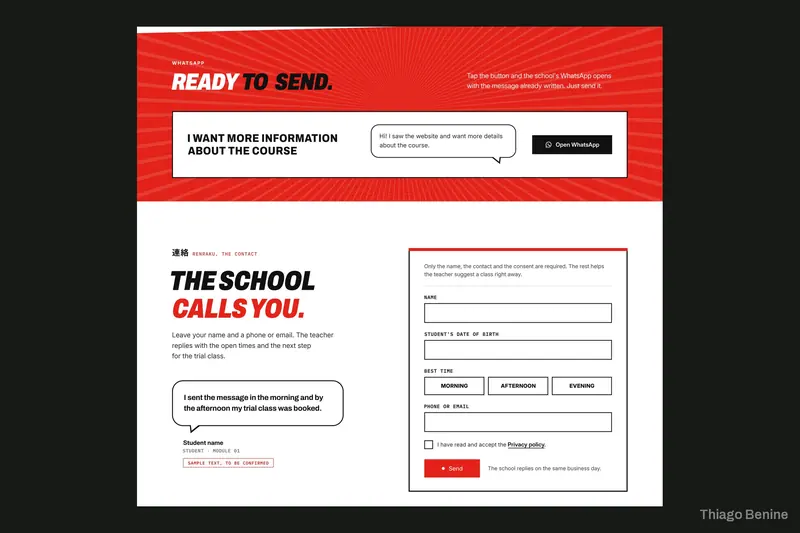 WHATSAPP
READY TO SEND.
Tap the button and the school's WhatsApp opens
with the message already written. Just send it.
I WANT MORE INFORMATION
ABOUT THE COURSE
Hi! I saw the website and want more details
about the course.
Open WhatsApp
連絡 RENRAKU, THE CONTACT
THE SCHOOL
CALLS YOU.
Leave your name and a phone or email. The teacher
replies with the open times and the next step
for the trial class.
I sent the message in the morning and by
the afternoon my trial class was booked.
Student name
STUDENT · MODULE 01
SAMPLE TEXT, TO BE CONFIRMED
Only the name, the contact and the consent are required. The rest helps
the teacher suggest a class right away.
NAME
STUDENT'S DATE OF BIRTH
BEST TIME
MORNING AFTERNOON EVENING
PHONE OR EMAIL
I have read and accept the Privacy policy.
Send
The school replies on the same business day.
Thiago Benine